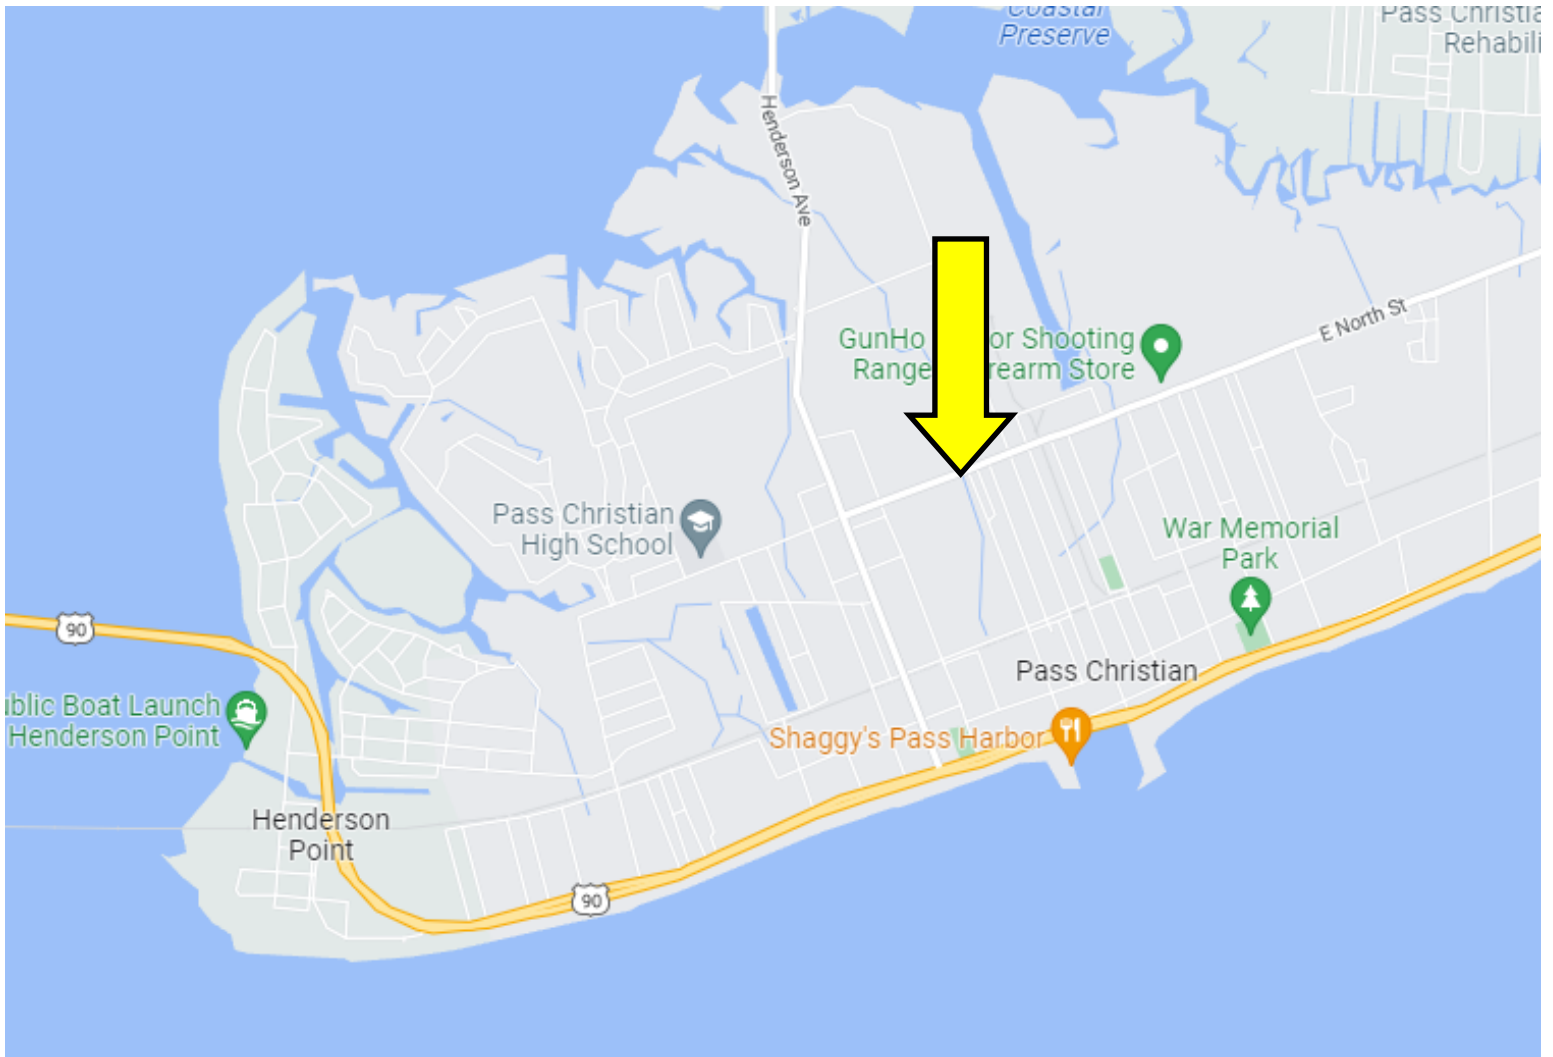 Coastal
Preserve
Pass Christia
Rehabili
Henderson Ave
E North St
GunHo
or Shooting
Range
rearm Store
Pass Christian
High School
War Memorial
Park
90
Pass Christian
ublic Boat Launch
Henderson Point
Shaggy's Pass Harbor
Henderson
Point
90